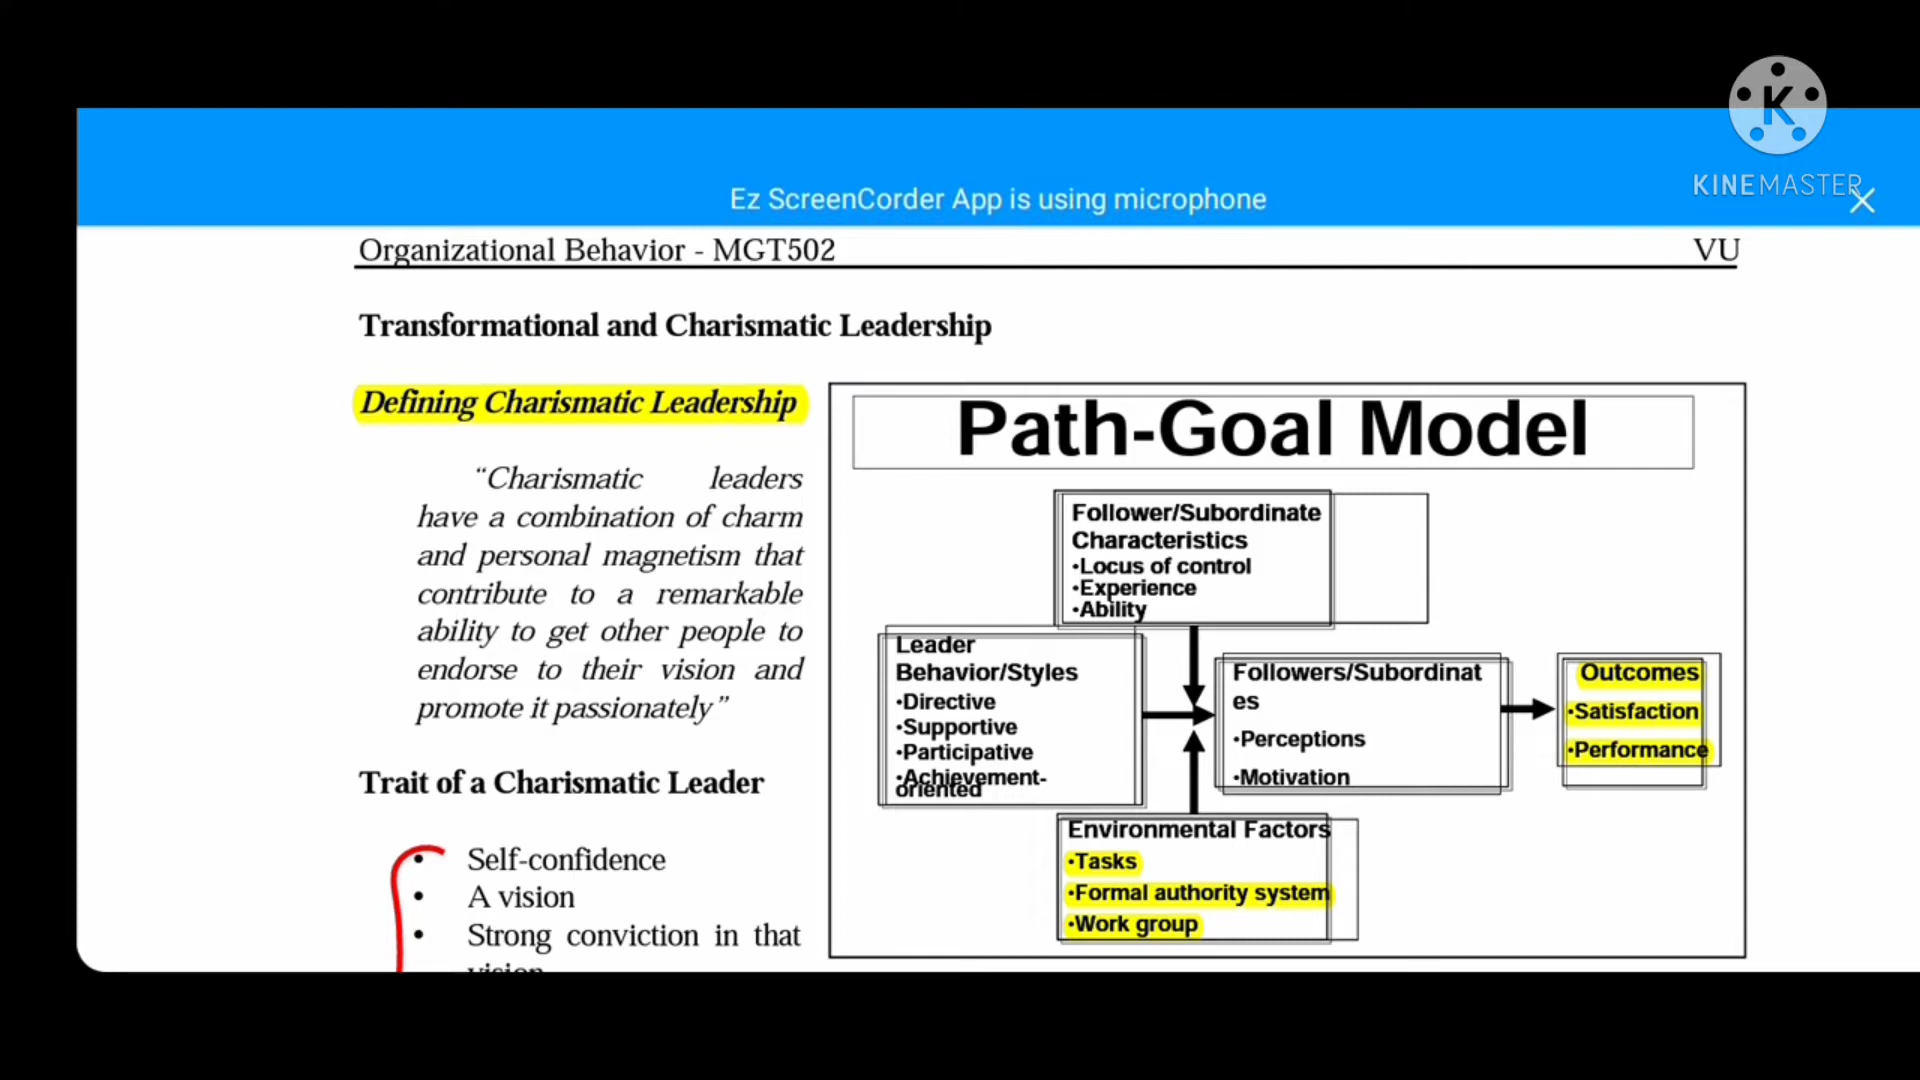 KINEMASTER
Ez ScreenCorder App is using microphone
Organizational Behavior - MGT502 VU
Transformational and Charismatic Leadership
Defining Charismatic Leadership
“Charismatic leaders
have a combination of charm
and personal magnetism that
contribute to a remarkable
ability to get other people to
endorse to their vision and
promote it passionately”
Trait of a Charismatic Leader
• Self-confidence
• A vision
• Strong conviction in that
vision
Path-Goal Model
Follower/Subordinate
Characteristics
•Locus of control
•Experience
•Ability
Leader
Behavior/Styles
•Directive
•Supportive
•Participative
•Achievement-
oriented
Followers/Subordinat
es
•Perceptions
•Motivation
Outcomes
•Satisfaction
•Performance
Environmental Factors
•Tasks
•Formal authority system
•Work group